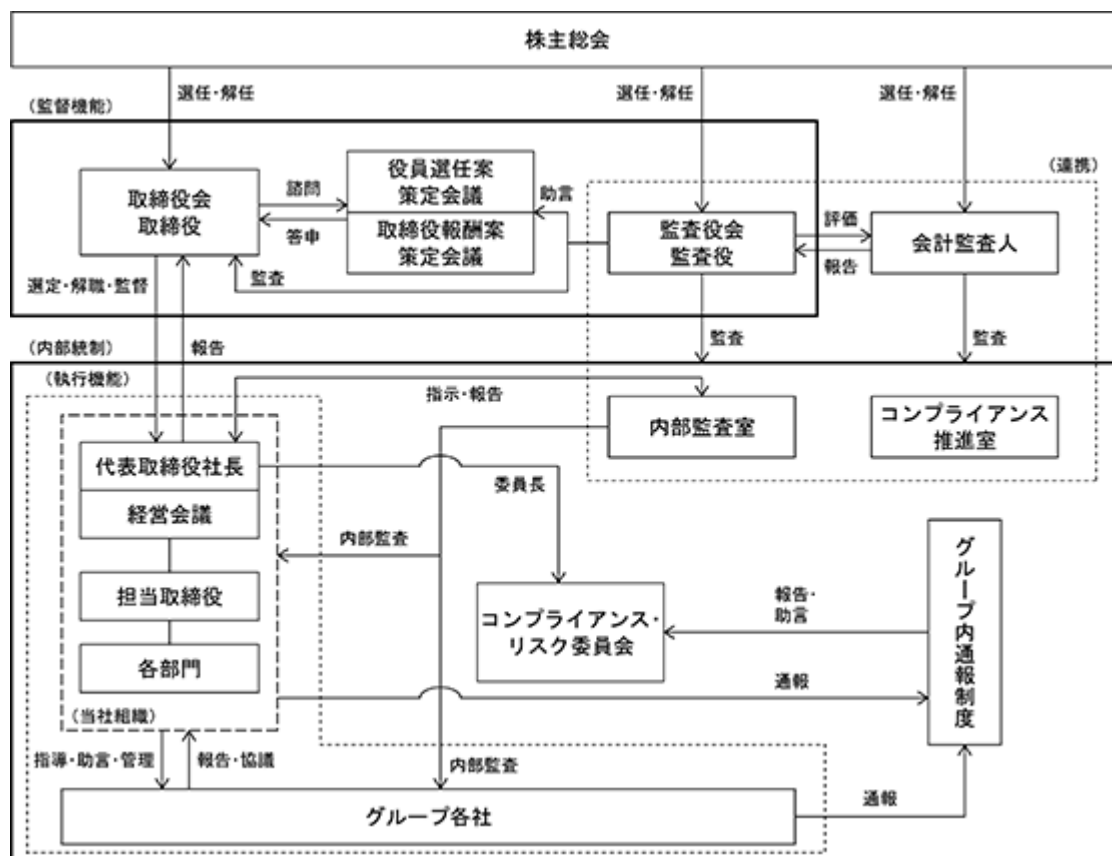 株主総会
選任・解任
選任・解任
選任・解任
(監督機能)
(連携)
取締役会
取締役
諮問
答申
役員選任案
策定会議
取締役報酬案
策定会議
助言
監査役会
監査役
評価
報告
会計監査人
監査
選定・解職・監督
報告
監査
監査
(内部統制)
(執行機能)
指示・報告
内部監査室
コンプライアンス
推進室
代表取締役社長
経営会議
委員長
内部監査
担当取締役
コンプライアンス・
リスク委員会
報告・
助言
グループ内通報制度
各部門
通報
(当社組織)
指導・助言・管理
報告・協議
内部監査
グループ各社
通報